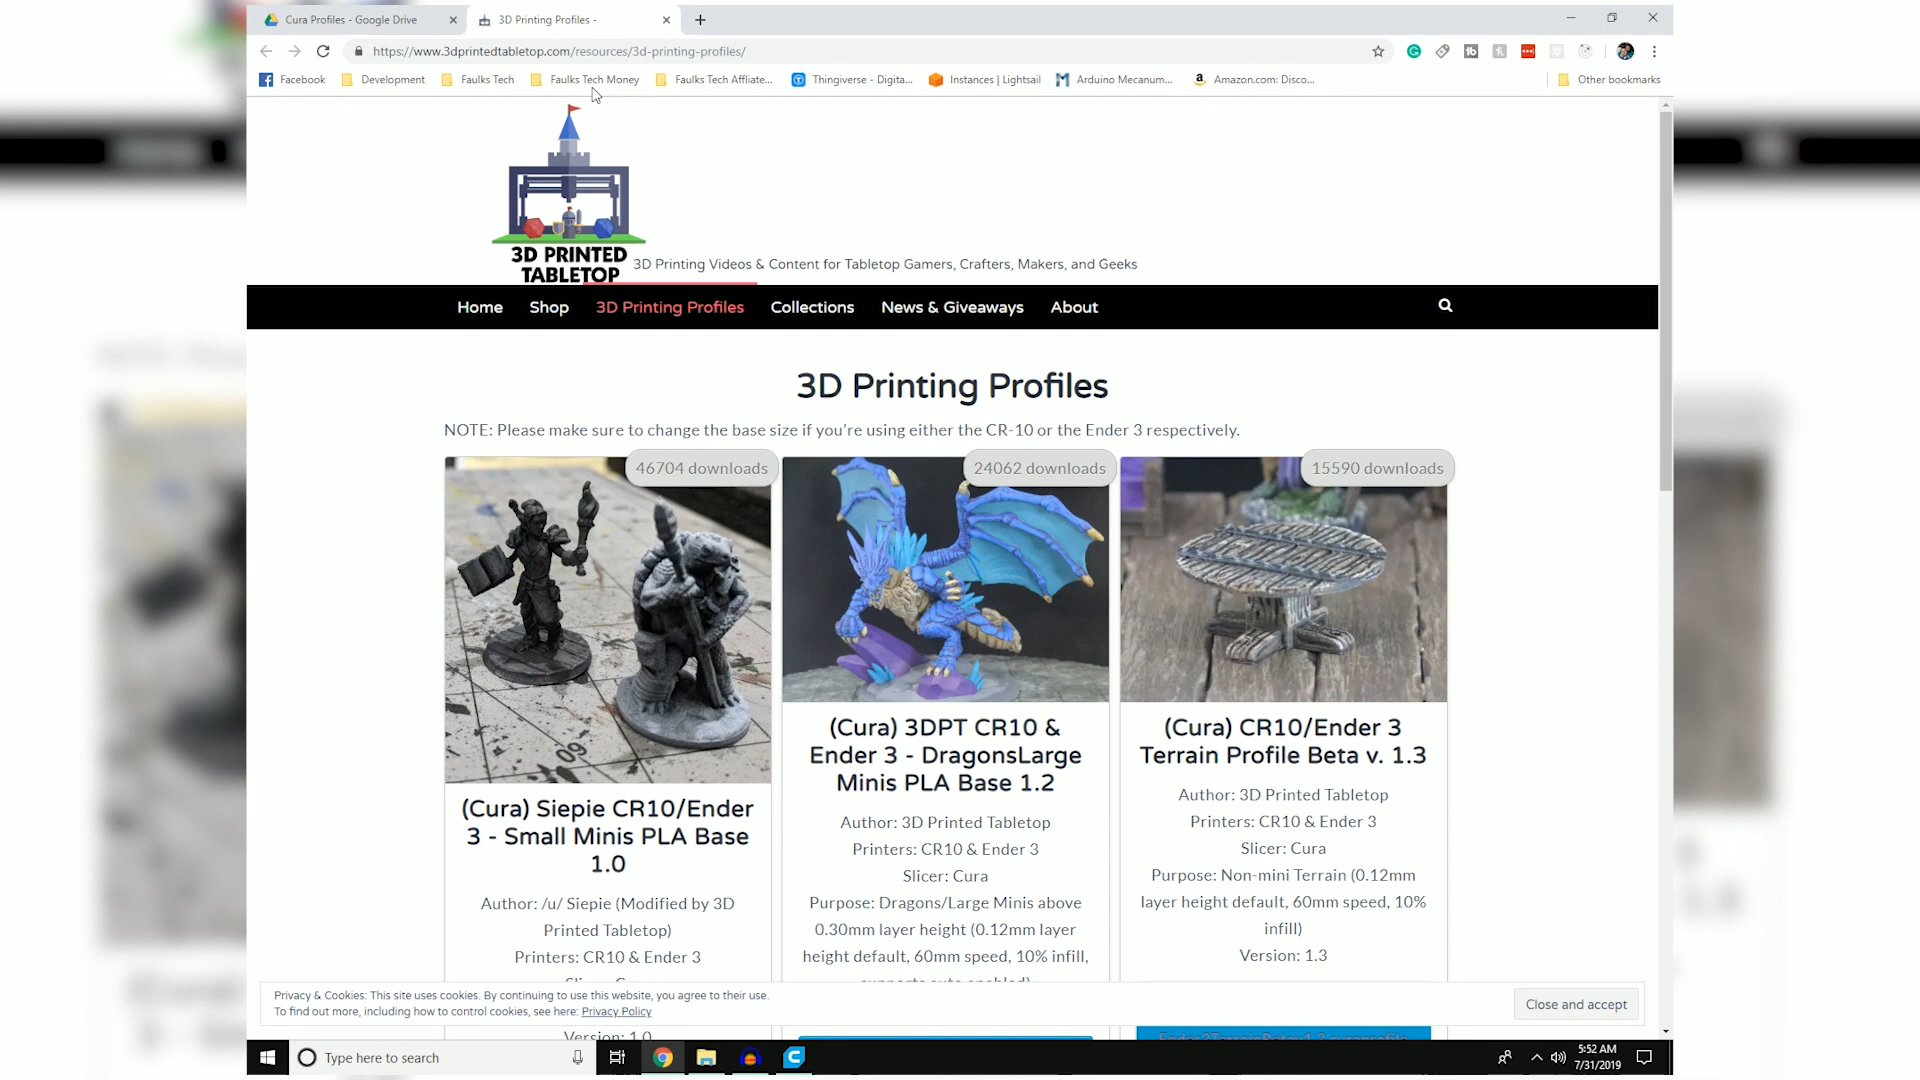 Cura Profiles - Google Drive
3D Printing Profiles -
https://www.3dprintedtabletop.com/resources/3d-printing-profiles/
Facebook
Development
Faulks Tech
Faulks Tech Money
Faulks Tech Affliate...
Thingiverse - Digita...
Instances | Lightsail
Arduino Mecanum...
Amazon.com: Disco...
Other bookmarks
3D PRINTED
TABLETOP
3D Printing Videos & Content for Tabletop Gamers, Crafters, Makers, and Geeks
Home
Shop
3D Printing Profiles
Collections
News & Giveaways
About
3D Printing Profiles
NOTE: Please make sure to change the base size if you're using either the CR-10 or the Ender 3 respectively.
46704 downloads
(Cura) Siepie CR10/Ender
3 - Small Minis PLA Base
1.0
Author: /u/ Siepie (Modified by 3D
Printed Tabletop)
Printers: CR10 & Ender 3
Version: 1.0
24062 downloads
(Cura) 3DPT CR10 &
Ender 3 - DragonsLarge
Minis PLA Base 1.2
Author: 3D Printed Tabletop
Printers: CR10 & Ender 3
Slicer: Cura
Purpose: Dragons/Large Minis above
0.30mm layer height (0.12mm layer
height default, 60mm speed, 10% infill,
15590 downloads
(Cura) CR10/Ender 3
Terrain Profile Beta v. 1.3
Author: 3D Printed Tabletop
Printers: CR10 & Ender 3
Slicer: Cura
Purpose: Non-mini Terrain (0.12mm
layer height default, 60mm speed, 10%
infill)
Version: 1.3
Privacy & Cookies: This site uses cookies. By continuing to use this website, you agree to their use.
To find out more, including how to control cookies, see here: Privacy Policy
Close and accept
Type here to search
5:52 AM
7/31/2019